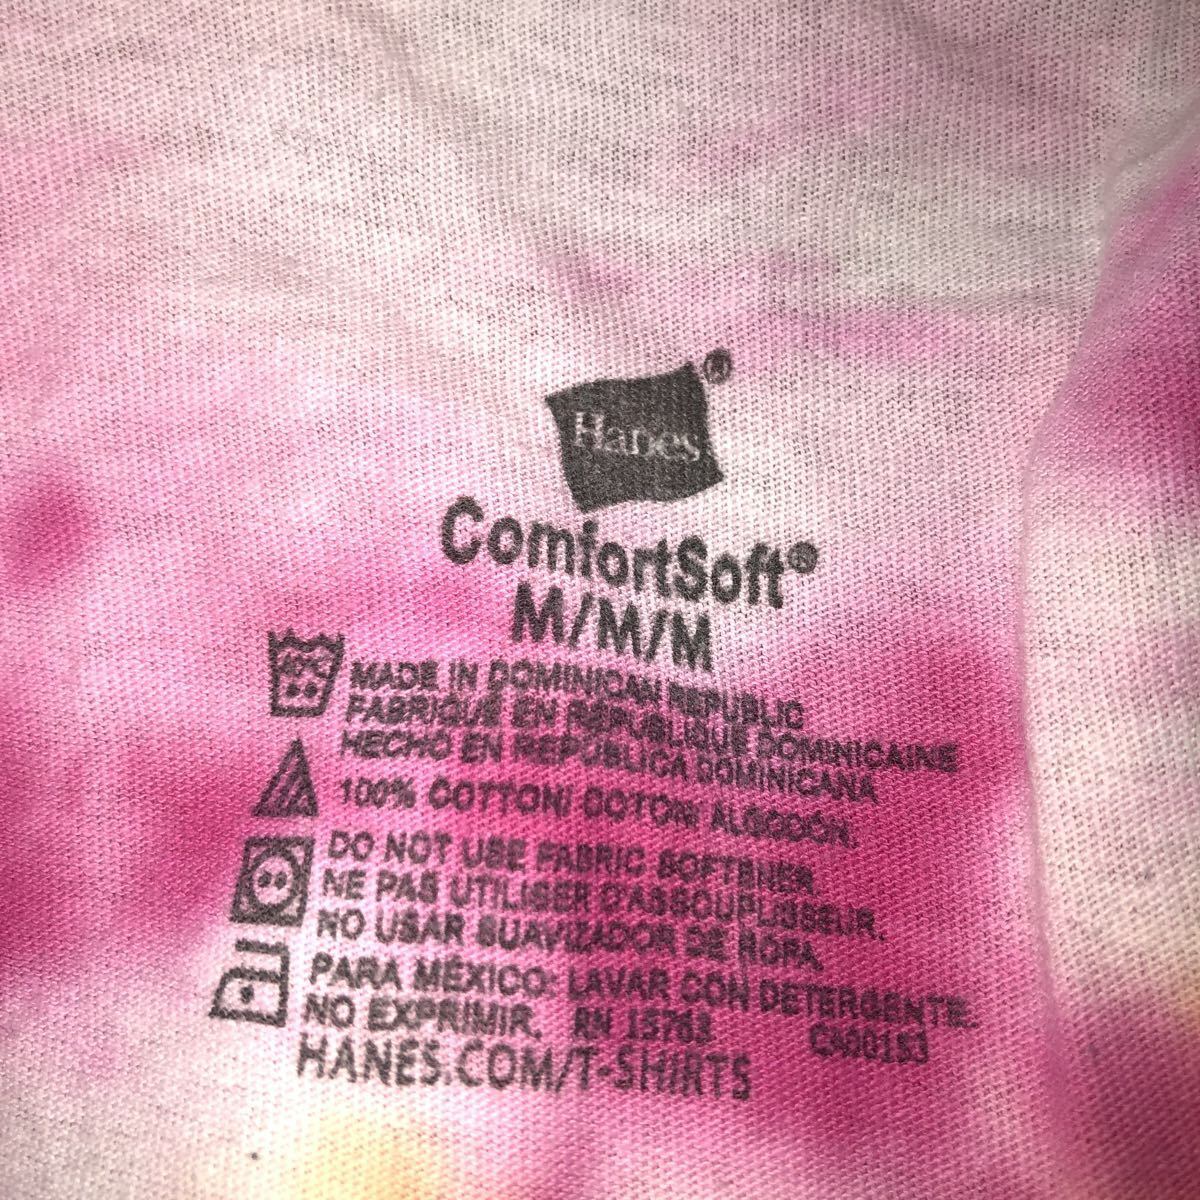 Hanes®
ComfortSoft®
M/M/M
40°C
MADE IN DOMINICAN REPUBLIC
FABRIQUÉ EN RÉPUBLIQUE DOMINICAINE
HECHO EN REPÚBLICA DOMINICANA
100% COTTON/ COTON/ ALGODÓN.
DO NOT USE FABRIC SOFTENER.
NE PAS UTILISER D'ASSOUPLISSEUR.
NO USAR SUAVIZADOR DE ROPA.
PARA MÉXICO: LAVAR CON DETERGENTE.
NO EXPRIMIR. RN 15763 CA00153
HANES.COM/T-SHIRTS